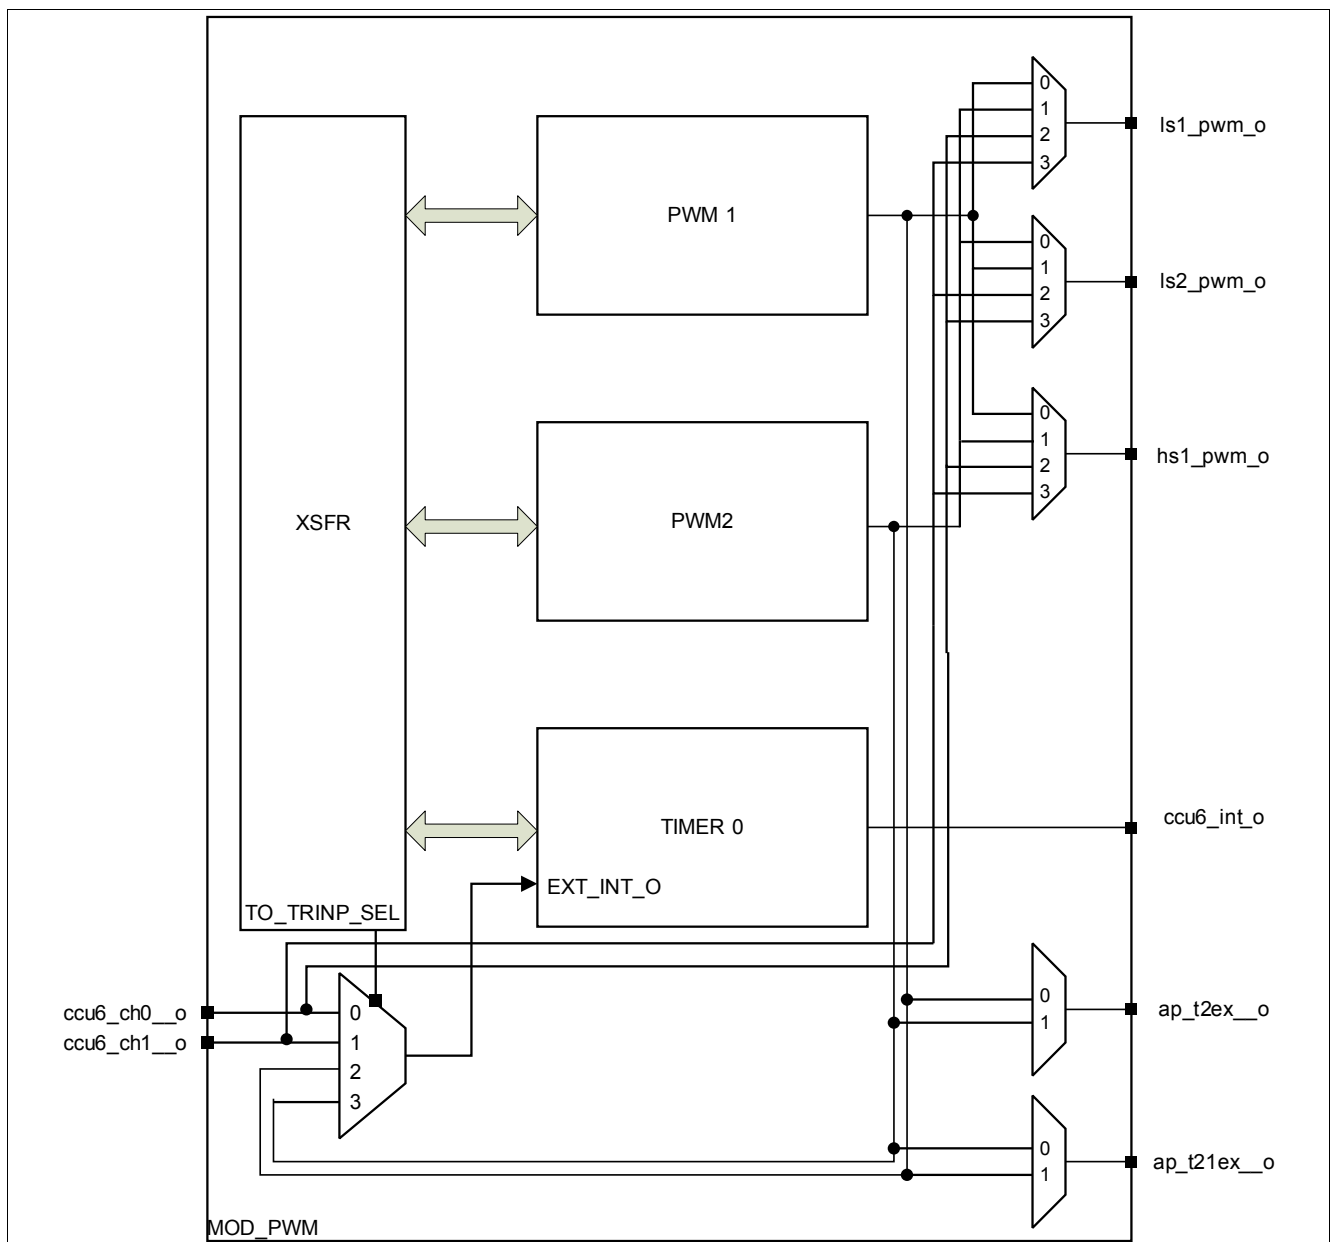 0
1
2
3
ls1_pwm_o
PWM 1
0
1
2
3
ls2_pwm_o
0
1
2
3
hs1_pwm_o
XSFR
PWM2
TIMER 0
ccu6_int_o
EXT_INT_O
TO_TRINP_SEL
ccu6_ch0__o
ccu6_ch1__o
0
1
2
3
0
1
ap_t2ex__o
0
1
ap_t21ex__o
MOD_PWM